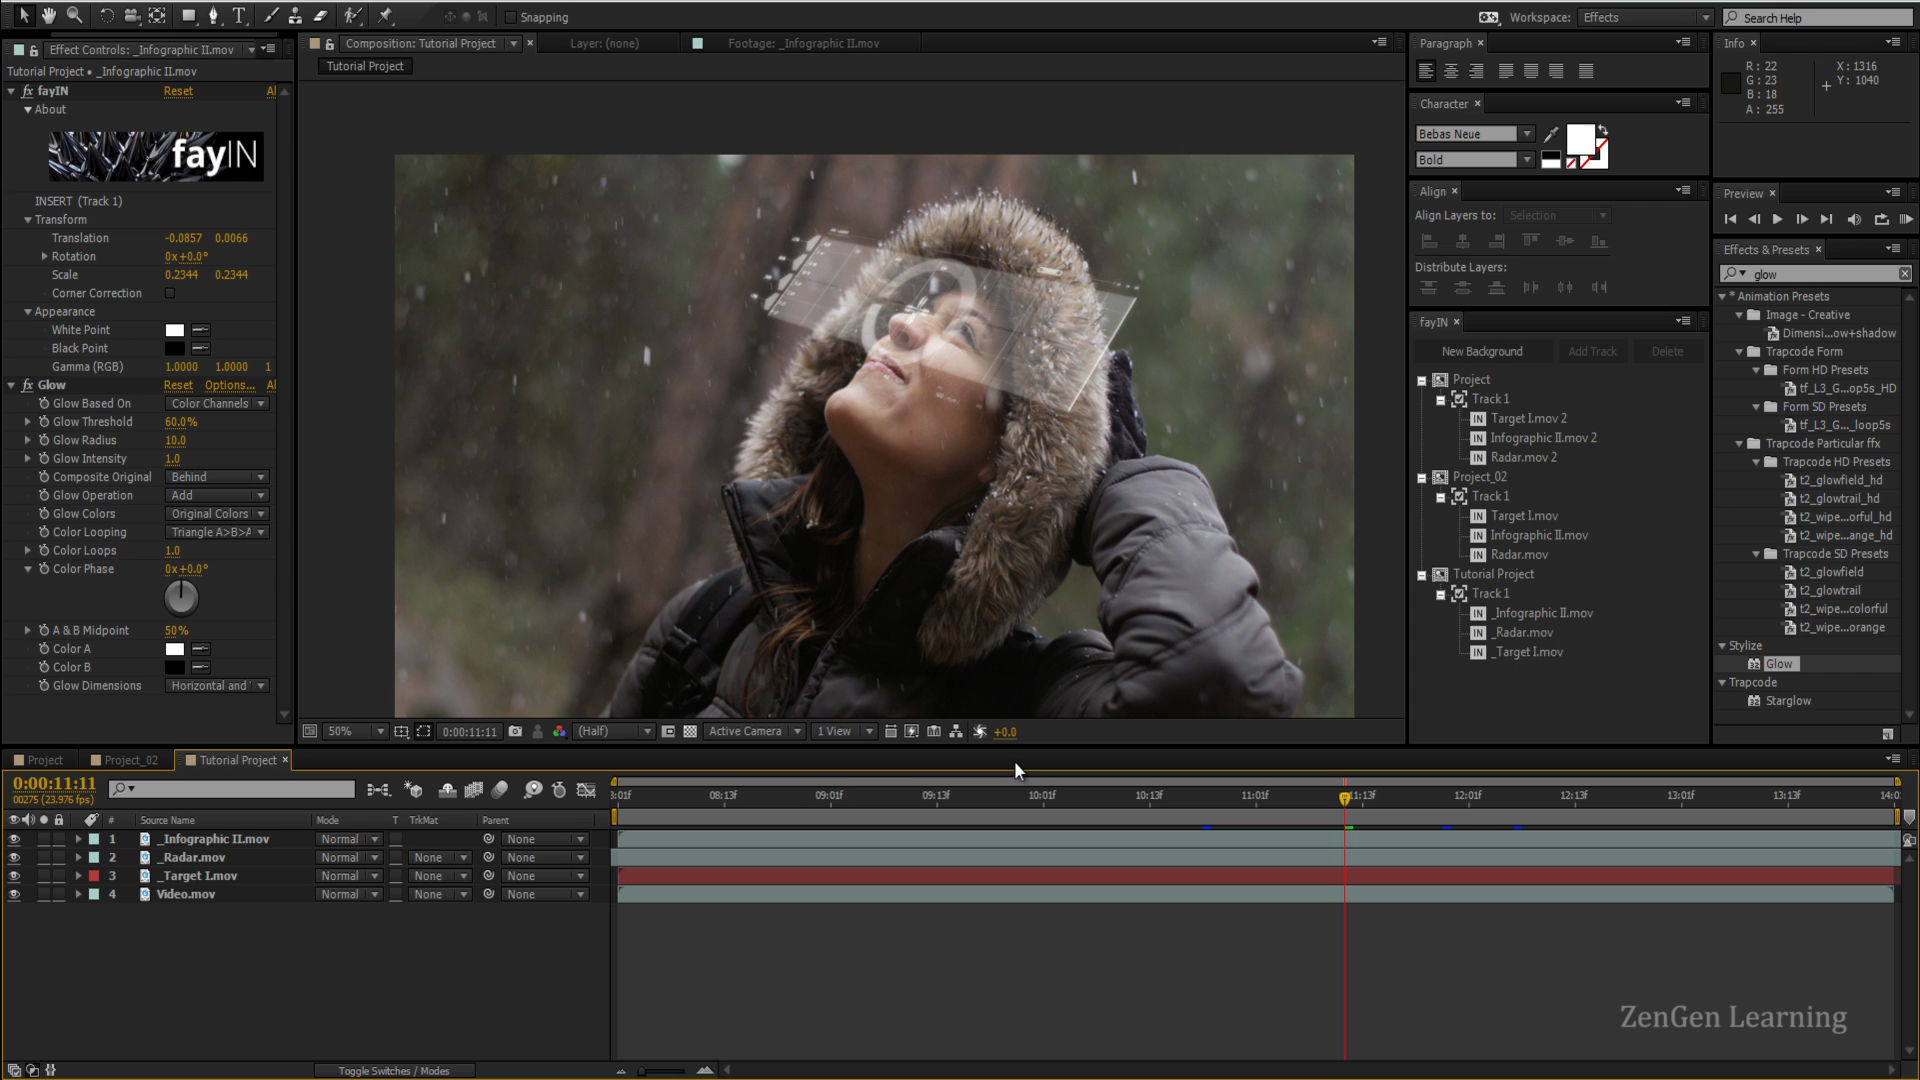 Snapping
Workspace: Effects
Search Help
Effect Controls: _Infographic II.mov
Composition: Tutorial Project
Layer: (none)
Footage: _Infographic II.mov
Tutorial Project • _Infographic II.mov
Tutorial Project
fayIN Reset Al
About
fayIN
INSERT (Track 1)
Transform
Translation -0.0857 0.0066
Rotation 0x+0.0°
Scale 0.2344 0.2344
Corner Correction
Appearance
White Point
Black Point
Gamma (RGB) 1.0000 1.0000 1
Glow Reset Options... Al
Glow Based On Color Channels
Glow Threshold 60.0%
Glow Radius 10.0
Glow Intensity 1.0
Composite Original Behind
Glow Operation Add
Glow Colors Original Colors
Color Looping Triangle A>B>A
Color Loops 1.0
Color Phase 0x+0.0°
A & B Midpoint 50%
Color A
Color B
Glow Dimensions Horizontal and
50% 0:00:11:11 (Half) Active Camera 1 View +0.0
Paragraph
Character
Bebas Neue
Bold
Align
Align Layers to: Selection
Distribute Layers:
fayIN
New Background Add Track Delete
Project
Track 1
Target I.mov 2
Infographic II.mov 2
Radar.mov 2
Project_02
Track 1
Target I.mov
Infographic II.mov
Radar.mov
Tutorial Project
Track 1
_Infographic II.mov
_Radar.mov
_Target I.mov
Info
R: 22 X: 1316
G: 23 Y: 1040
B: 18
A: 255
Preview
Effects & Presets
glow
* Animation Presets
Image - Creative
Dimensi...ow+shadow
Trapcode Form
Form HD Presets
tf_L3_G...op5s_HD
Form SD Presets
tf_L3_G..._loop5s
Trapcode Particular ffx
Trapcode HD Presets
t2_glowfield_hd
t2_glowtrail_hd
t2_wipe...orful_hd
t2_wipe...ange_hd
Trapcode SD Presets
t2_glowfield
t2_glowtrail
t2_wipe...colorful
t2_wipe...orange
Stylize
Glow
Trapcode
Starglow
Project Project_02 Tutorial Project
0:00:11:11
00275 (23.976 fps)
3:01f 08:13f 09:01f 09:13f 10:01f 10:13f 11:01f 11:13f 12:01f 12:13f 13:01f 13:13f 14:0
# Source Name Mode T TrkMat Parent
1 _Infographic II.mov Normal None
2 _Radar.mov Normal None None
3 _Target I.mov Normal None None
4 Video.mov Normal None None
ZenGen Learning
Toggle Switches / Modes